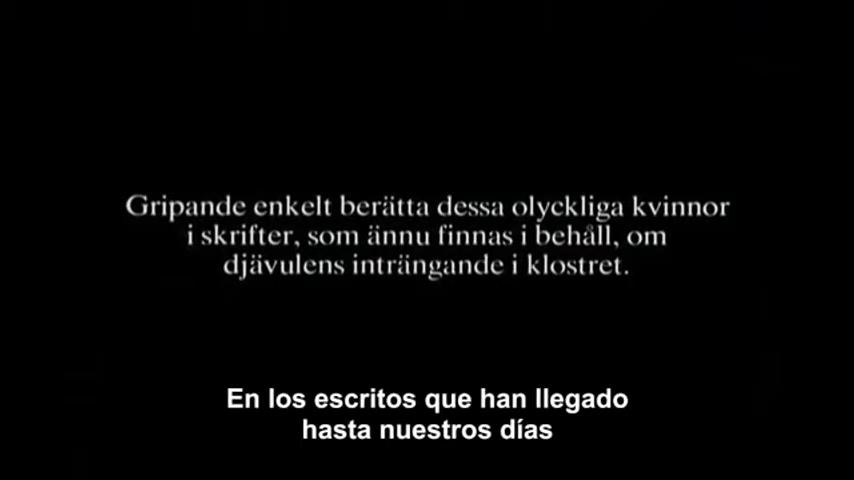 Gripande enkelt berätta dessa olyckliga kvinnor
i skrifter, som ännu finnas i behåll, om
djävulens inträngande i klostret.
En los escritos que han llegado
hasta nuestros días